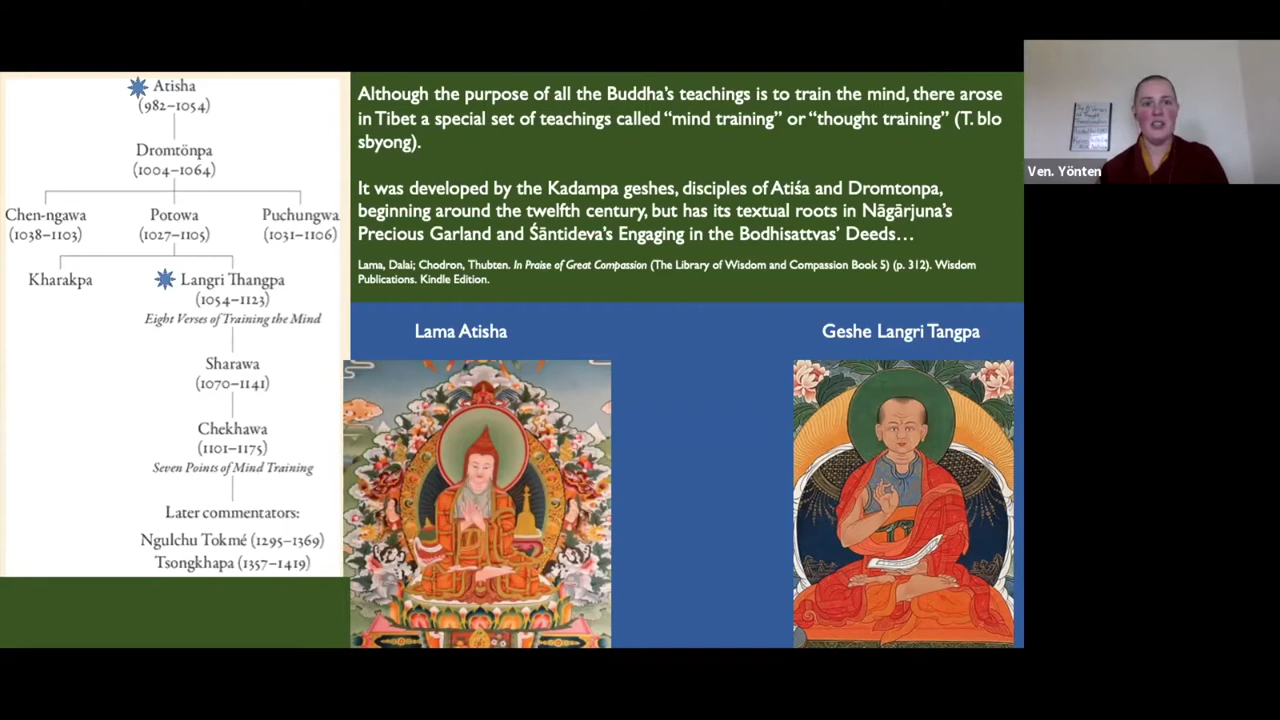 Atisha
(982–1054)
Dromtönpa
(1004–1064)
Chen-ngawa
(1038–1103)
Potowa
(1027–1105)
Puchungwa
(1031–1106)
Kharakpa
Langri Thangpa
(1054–1123)
Eight Verses of Training the Mind
Sharawa
(1070–1141)
Chekhawa
(1101–1175)
Seven Points of Mind Training
Later commentators:
Ngulchu Tokmé (1295–1369)
Tsongkhapa (1357–1419)
Although the purpose of all the Buddha's teachings is to train the mind, there arose
in Tibet a special set of teachings called "mind training" or "thought training" (T. blo
sbyong).
It was developed by the Kadampa geshes, disciples of Atiśa and Dromtonpa,
beginning around the twelfth century, but has its textual roots in Nāgārjuna's
Precious Garland and Śāntideva's Engaging in the Bodhisattvas' Deeds…
Lama, Dalai; Chodron, Thubten. In Praise of Great Compassion (The Library of Wisdom and Compassion Book 5) (p. 312). Wisdom
Publications. Kindle Edition.
Lama Atisha
Geshe Langri Tangpa
Ven. Yönten